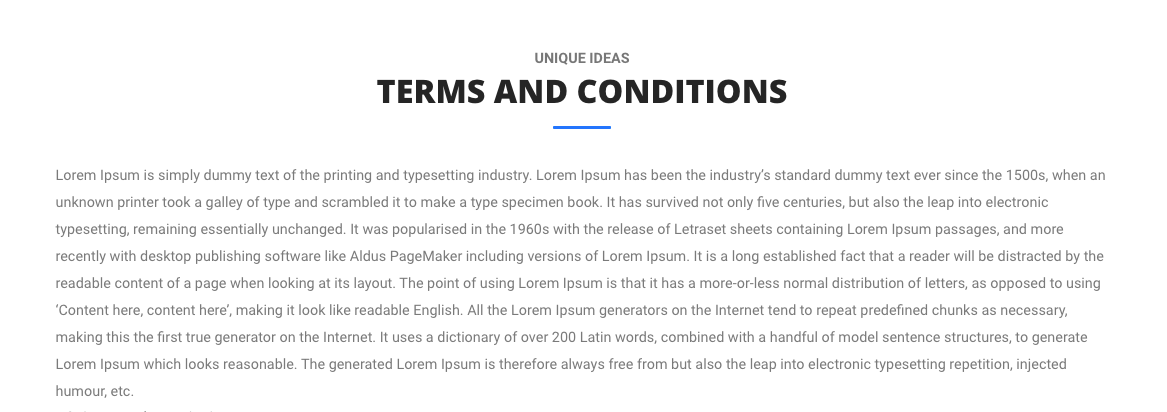 UNIQUE IDEAS
TERMS AND CONDITIONS
Lorem Ipsum is simply dummy text of the printing and typesetting industry. Lorem Ipsum has been the industry’s standard dummy text ever since the 1500s, when an
unknown printer took a galley of type and scrambled it to make a type specimen book. It has survived not only five centuries, but also the leap into electronic
typesetting, remaining essentially unchanged. It was popularised in the 1960s with the release of Letraset sheets containing Lorem Ipsum passages, and more
recently with desktop publishing software like Aldus PageMaker including versions of Lorem Ipsum. It is a long established fact that a reader will be distracted by the
readable content of a page when looking at its layout. The point of using Lorem Ipsum is that it has a more-or-less normal distribution of letters, as opposed to using
‘Content here, content here’, making it look like readable English. All the Lorem Ipsum generators on the Internet tend to repeat predefined chunks as necessary,
making this the first true generator on the Internet. It uses a dictionary of over 200 Latin words, combined with a handful of model sentence structures, to generate
Lorem Ipsum which looks reasonable. The generated Lorem Ipsum is therefore always free from but also the leap into electronic typesetting repetition, injected
humour, etc.